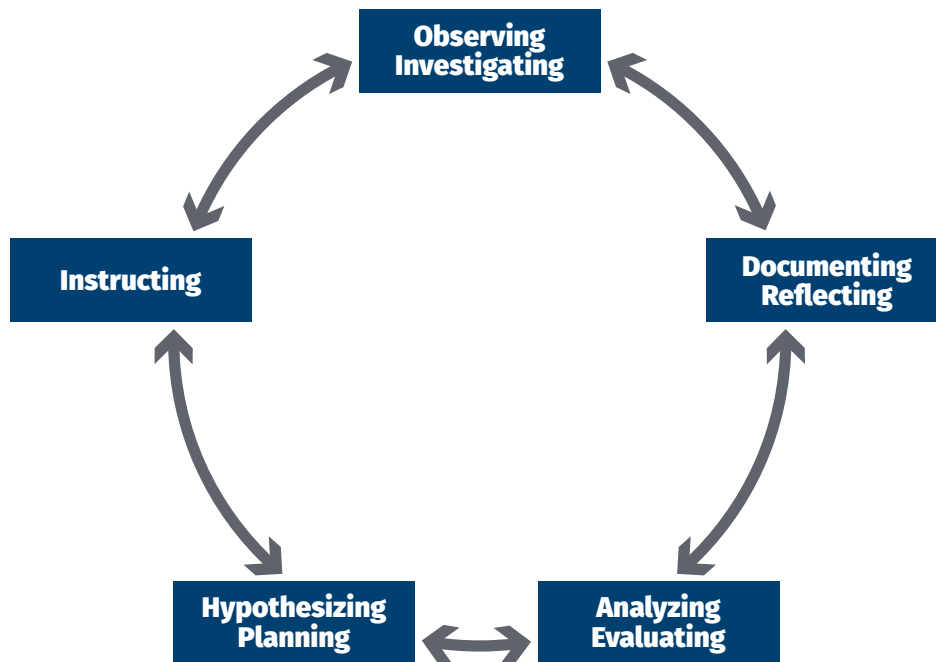 Observing
Investigating
Documenting
Reflecting
Analyzing
Evaluating
Hypothesizing
Planning
Instructing